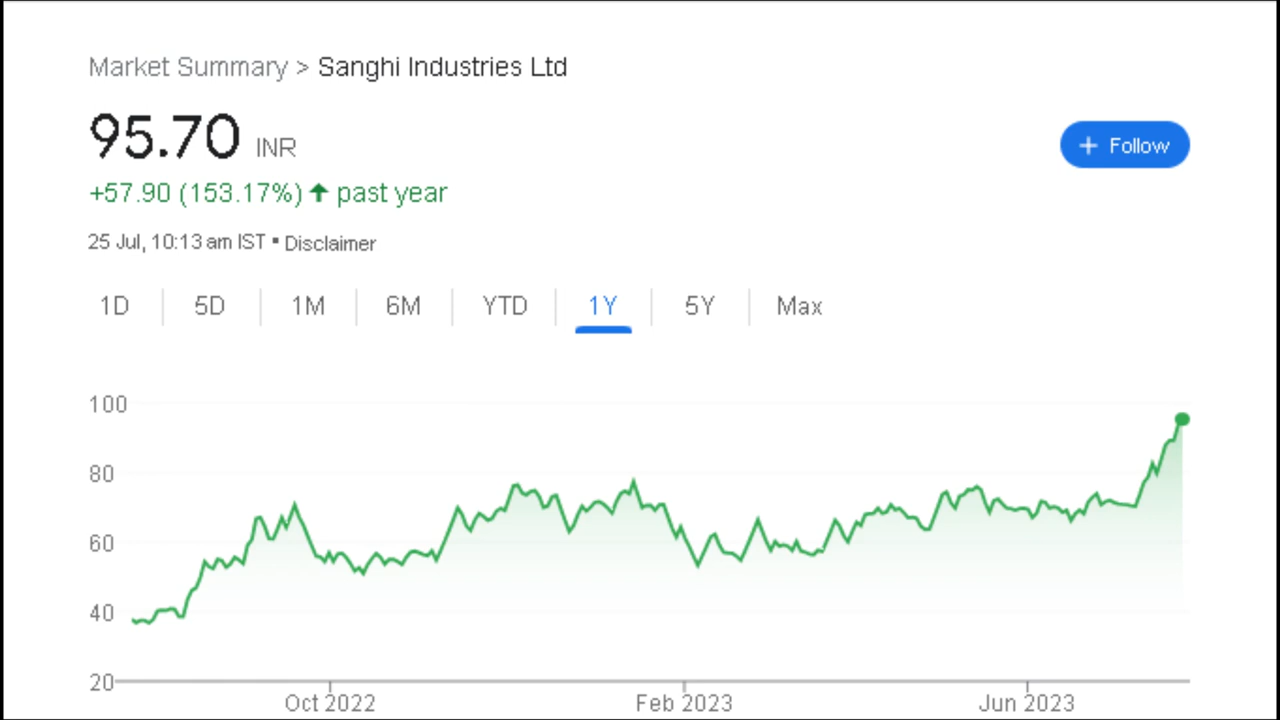 Market Summary > Sanghi Industries Ltd
95.70 INR
+ Follow
+57.90 (153.17%) ↑ past year
25 Jul, 10:13 am IST • Disclaimer
1D 5D 1M 6M YTD 1Y 5Y Max
100
80
60
40
20
Oct 2022 Feb 2023 Jun 2023